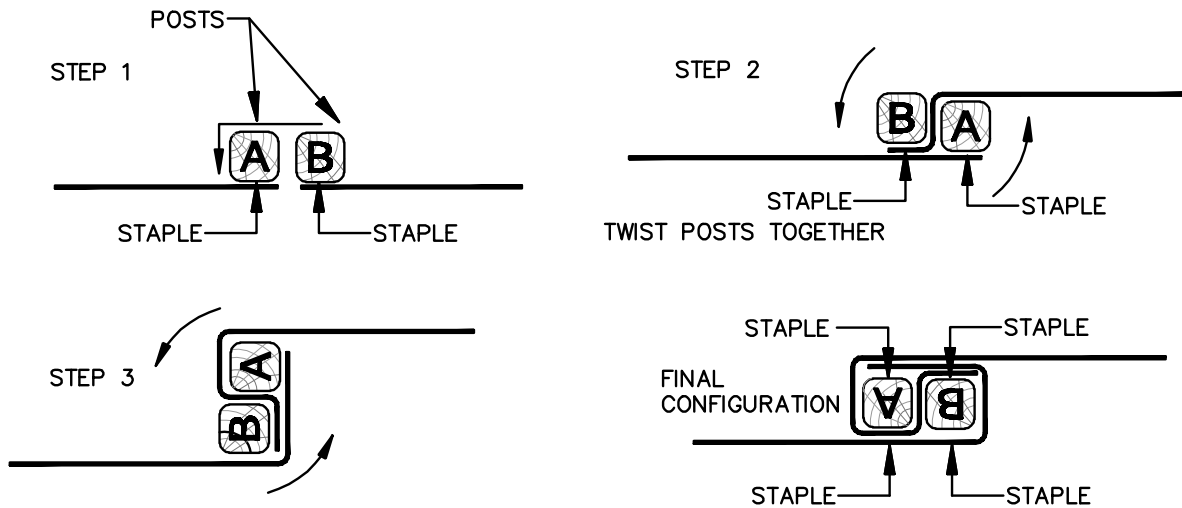 POSTS
STEP 1
A B
STAPLE STAPLE
STEP 2
B A
STAPLE STAPLE
TWIST POSTS TOGETHER
STEP 3
A
B
STAPLE STAPLE
FINAL
CONFIGURATION
A B
STAPLE STAPLE